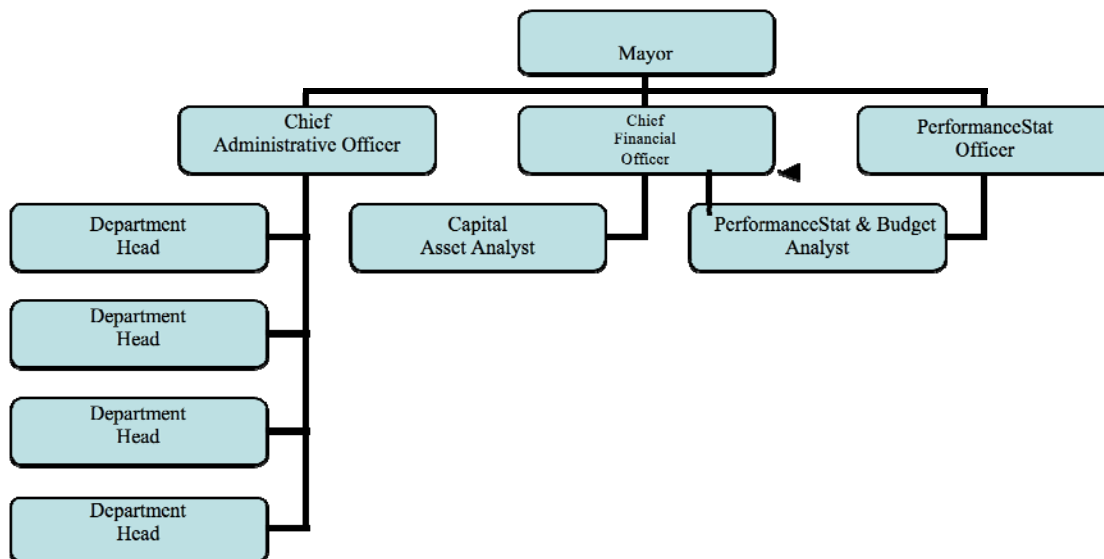 Mayor
Chief
Administrative Officer
Chief
Financial
Officer
PerformanceStat
Officer
Department
Head
Capital
Asset Analyst
PerformanceStat & Budget
Analyst
Department
Head
Department
Head
Department
Head